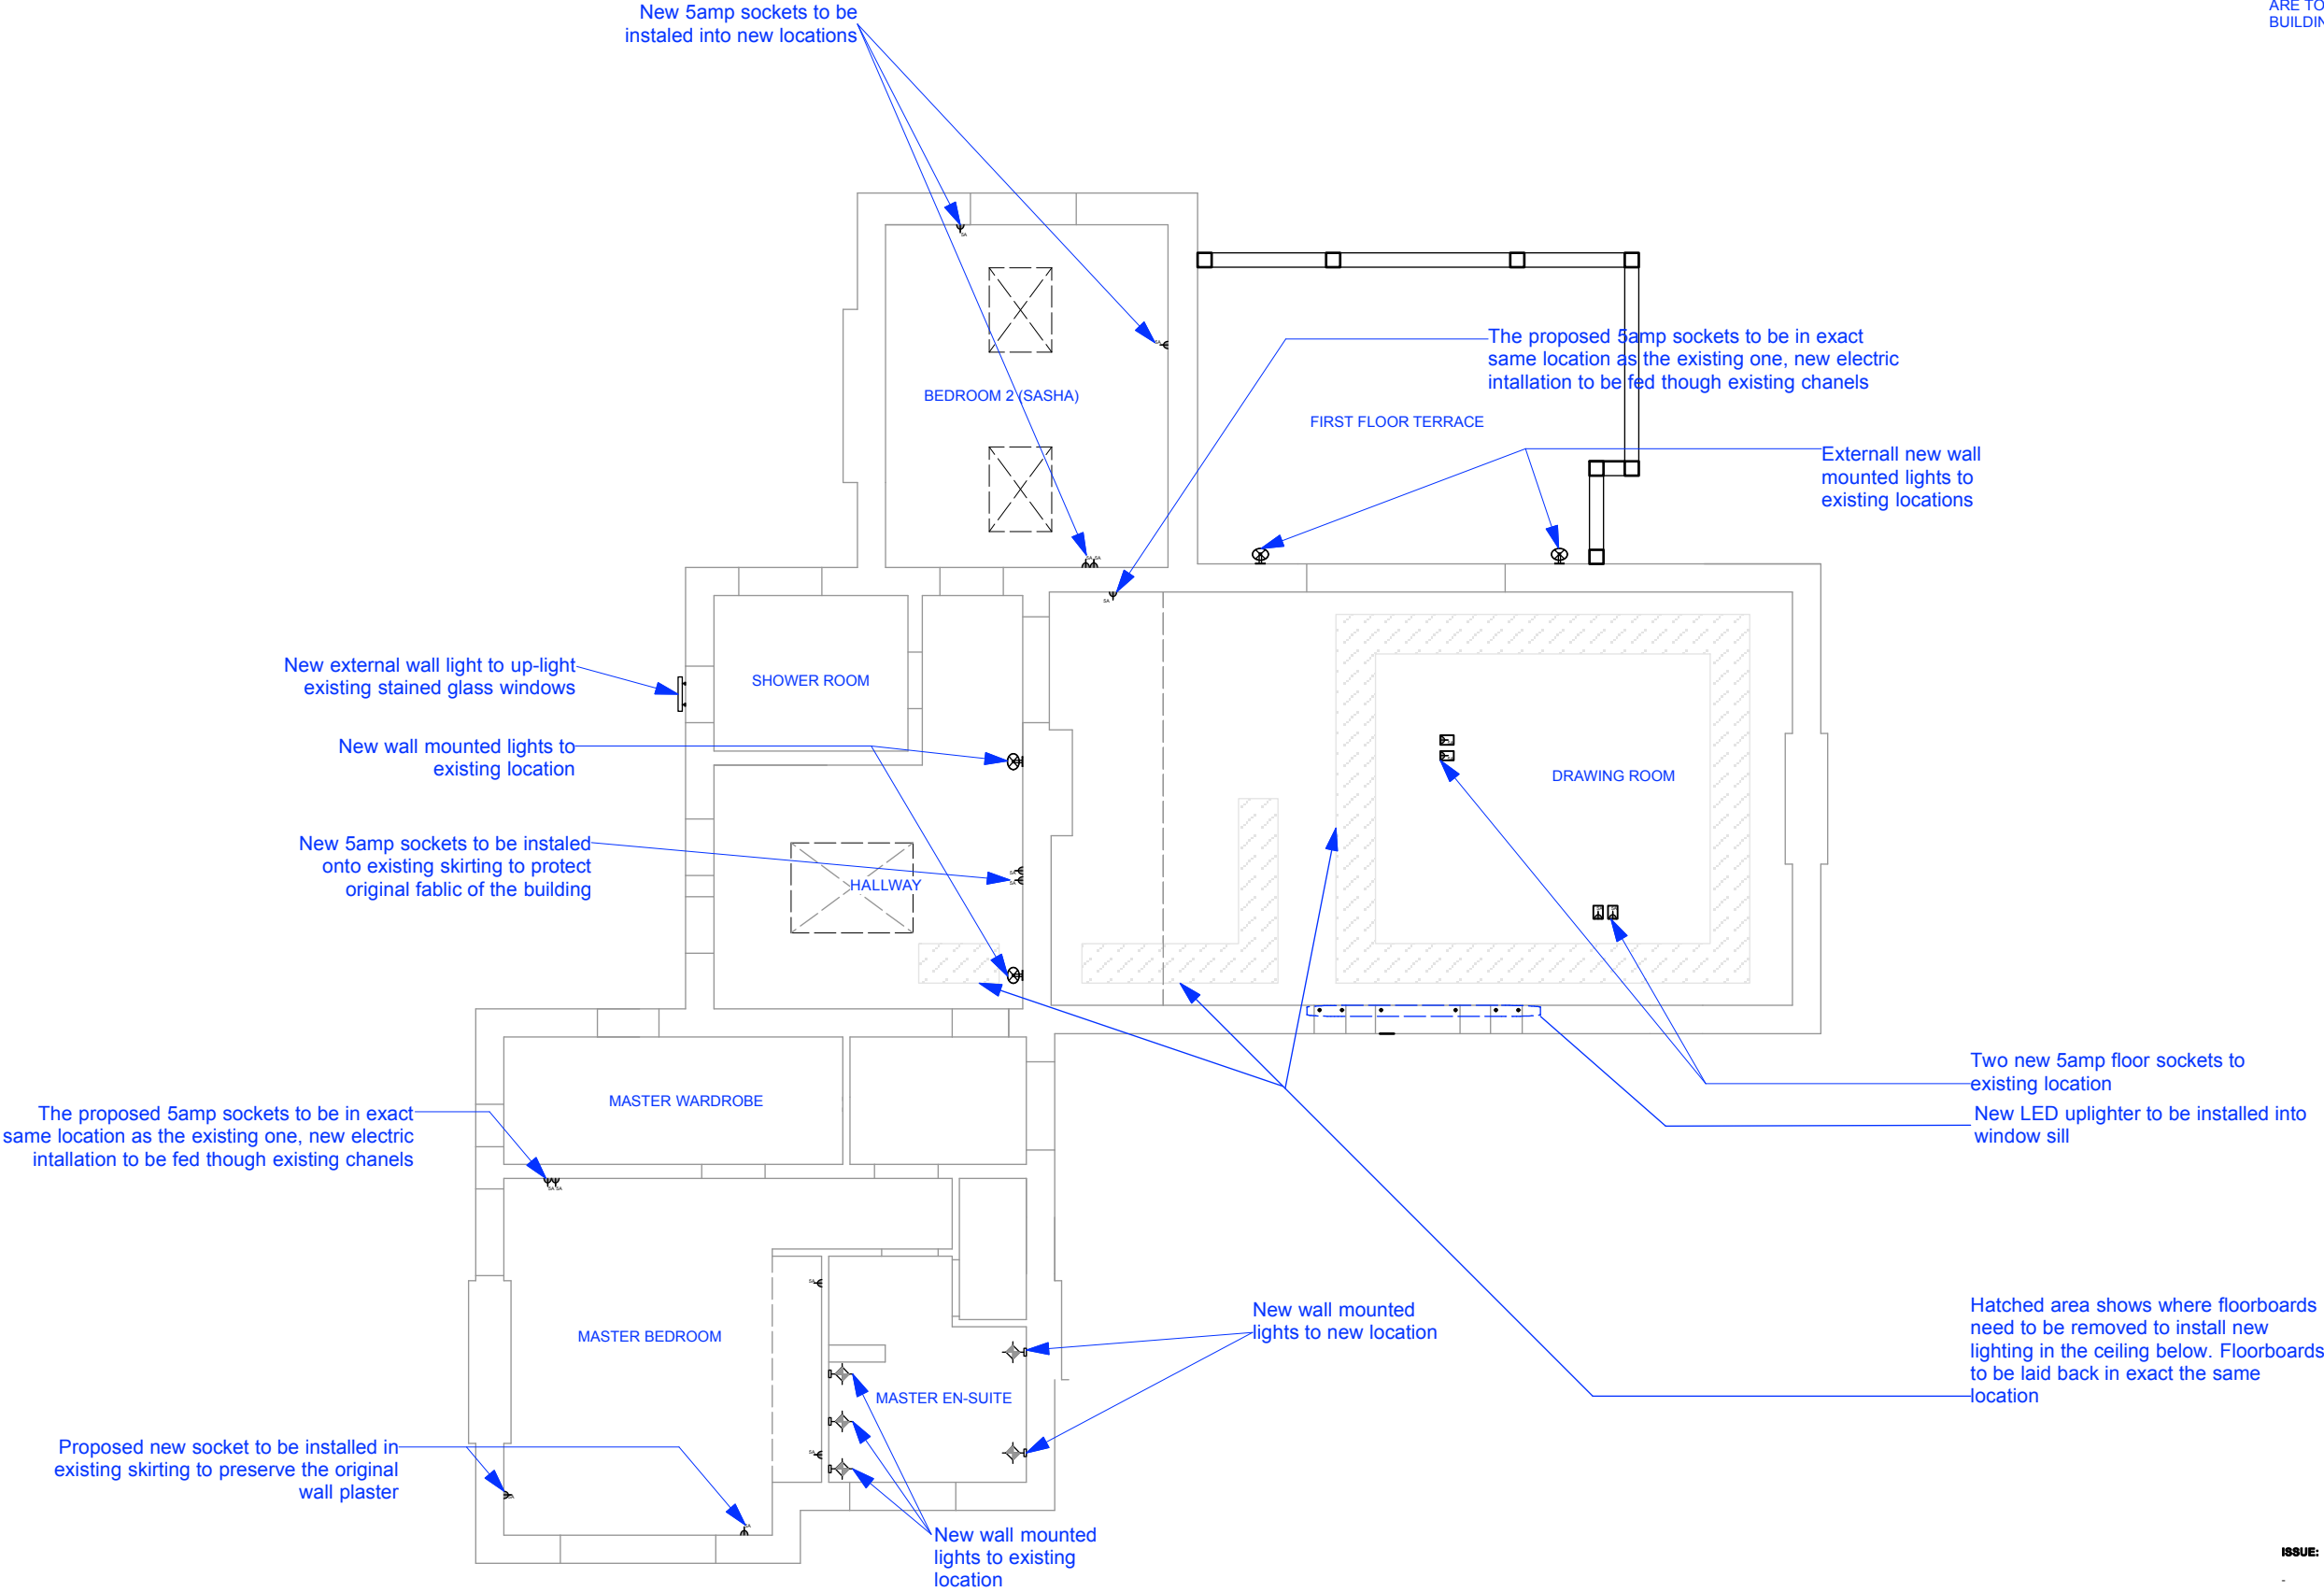 New 5amp sockets to be
instaled into new locations
ARE TO
BUILDIN
The proposed 5amp sockets to be in exact
same location as the existing one, new electric
intallation to be fed though existing chanels
BEDROOM 2 (SASHA)
FIRST FLOOR TERRACE
Externall new wall
mounted lights to
existing locations
New external wall light to up-light
existing stained glass windows
SHOWER ROOM
New wall mounted lights to
existing location
DRAWING ROOM
New 5amp sockets to be instaled
onto existing skirting to protect
original fablic of the building
HALLWAY
Two new 5amp floor sockets to
existing location
MASTER WARDROBE
New LED uplighter to be installed into
window sill
The proposed 5amp sockets to be in exact
same location as the existing one, new electric
intallation to be fed though existing chanels
Hatched area shows where floorboards
need to be removed to install new
lighting in the ceiling below. Floorboards
to be laid back in exact the same
location
New wall mounted
lights to new location
MASTER BEDROOM
MASTER EN-SUITE
Proposed new socket to be installed in
existing skirting to preserve the original
wall plaster
New wall mounted
lights to existing
location
ISSUE:
-